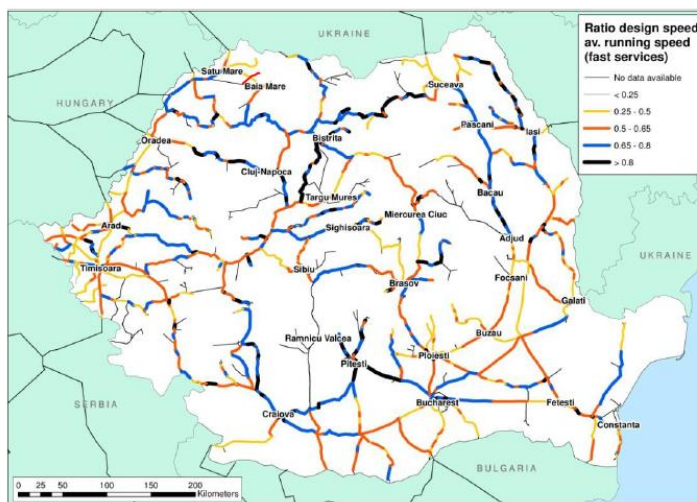 UKRAINE
Ratio design speed
av. running speed
(fast services)
No data available
< 0.25
0.25 - 0.5
0.5 - 0.65
0.65 - 0.8
> 0.8
Satu Mare
Baia Mare
Suceava
HUNGARY
Oradea
Bistrita
Pascani
Iasi
Cluj-Napoca
Targu Mures
Bacau
Miercurea Ciuc
Arad
Sighisoara
Adjud
UKRAINE
Timisoara
Sibiu
Brasov
Focsani
Galati
Ramnicu Valcea
Buzau
Ploiesti
Pitesti
SERBIA
Craiova
Bucharest
Fetesti
Constanta
BULGARIA
0 25 50 100 150 200
Kilometers